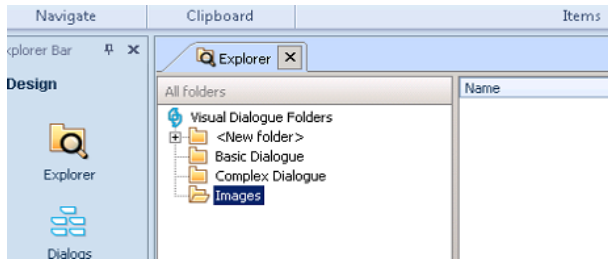 Navigate Clipboard Items
xplorer Bar
Explorer
Design
All folders
Name
Visual Dialogue Folders
<New folder>
Basic Dialogue
Complex Dialogue
Images
Explorer
Dialogs